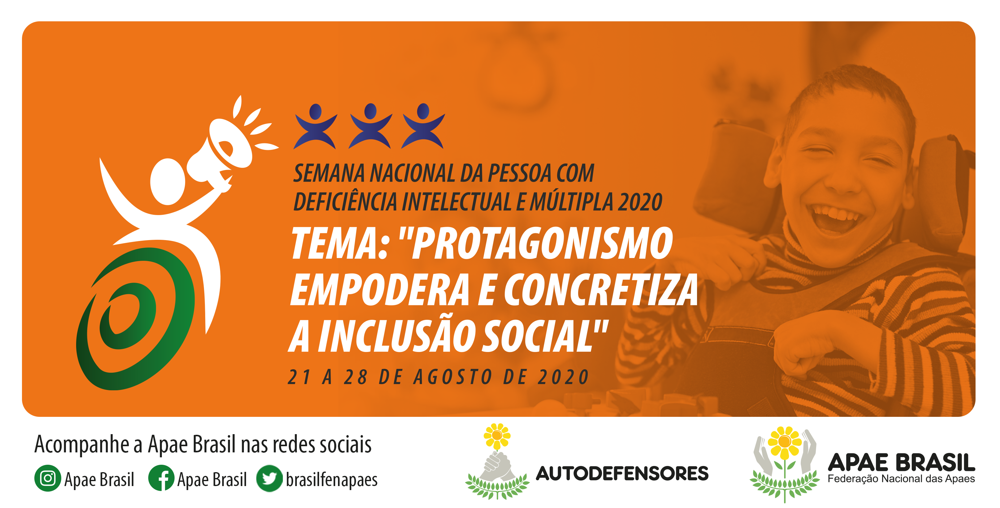 SEMANA NACIONAL DA PESSOA COM
DEFICIÊNCIA INTELECTUAL E MÚLTIPLA 2020
TEMA: "PROTAGONISMO
EMPODERA E CONCRETIZA
A INCLUSÃO SOCIAL"
21 A 28 DE AGOSTO DE 2020
Acompanhe a Apae Brasil nas redes sociais
Apae Brasil
Apae Brasil
brasilfenapaes
AUTODEFENSORES
APAE BRASIL
Federação Nacional das Apaes